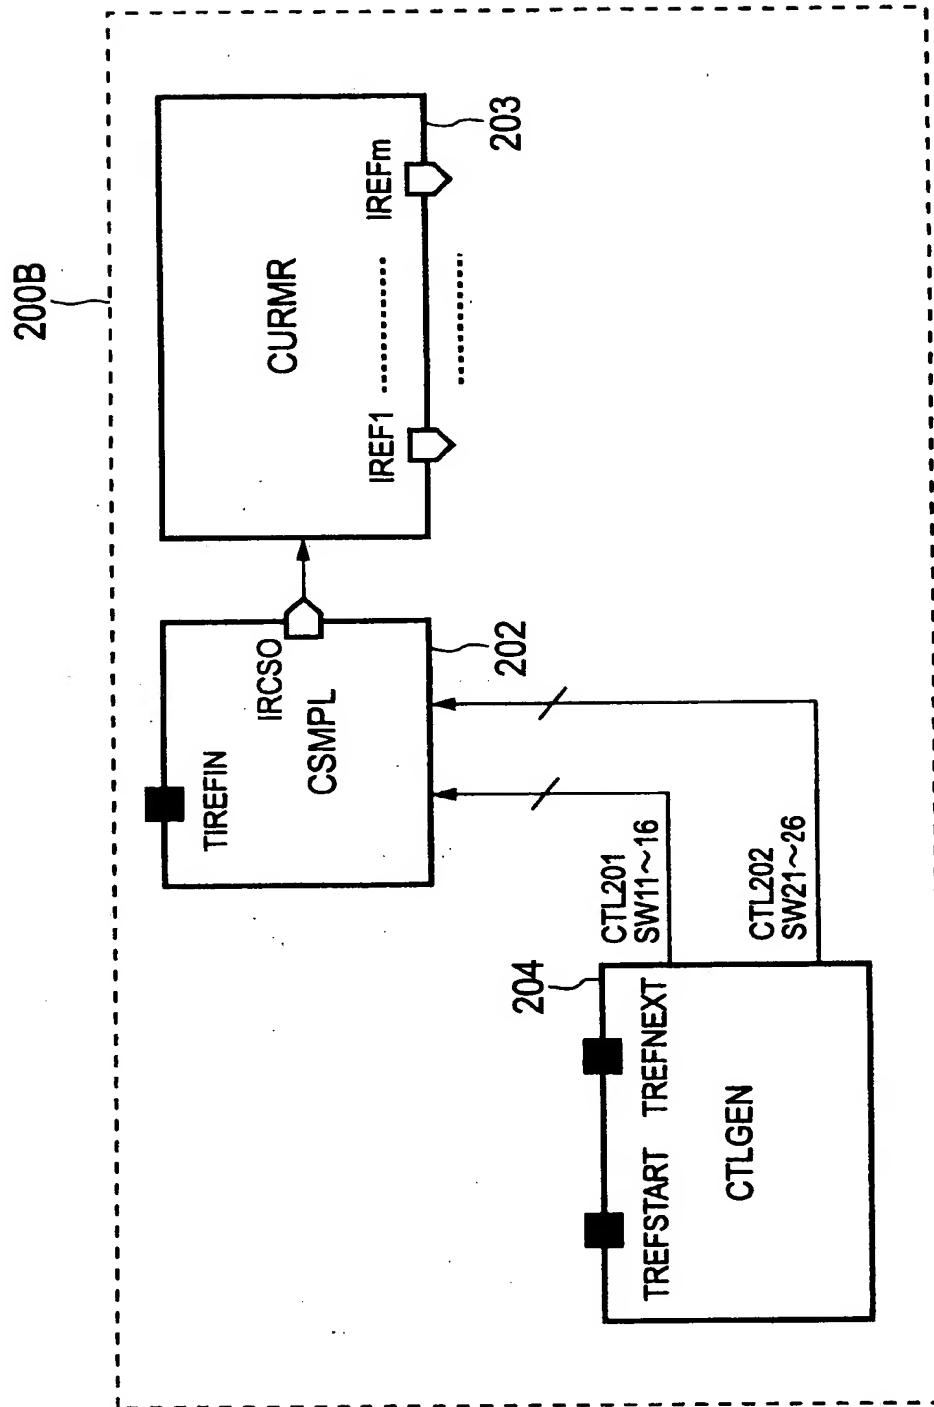 200B
TIREFIN
IRCSO
CSMPL
202
CURMR
IREF1
IREFm
203
204
TREFSTART
TREFNEXT
CTLGEN
CTL201
SW11~16
CTL202
SW21~26